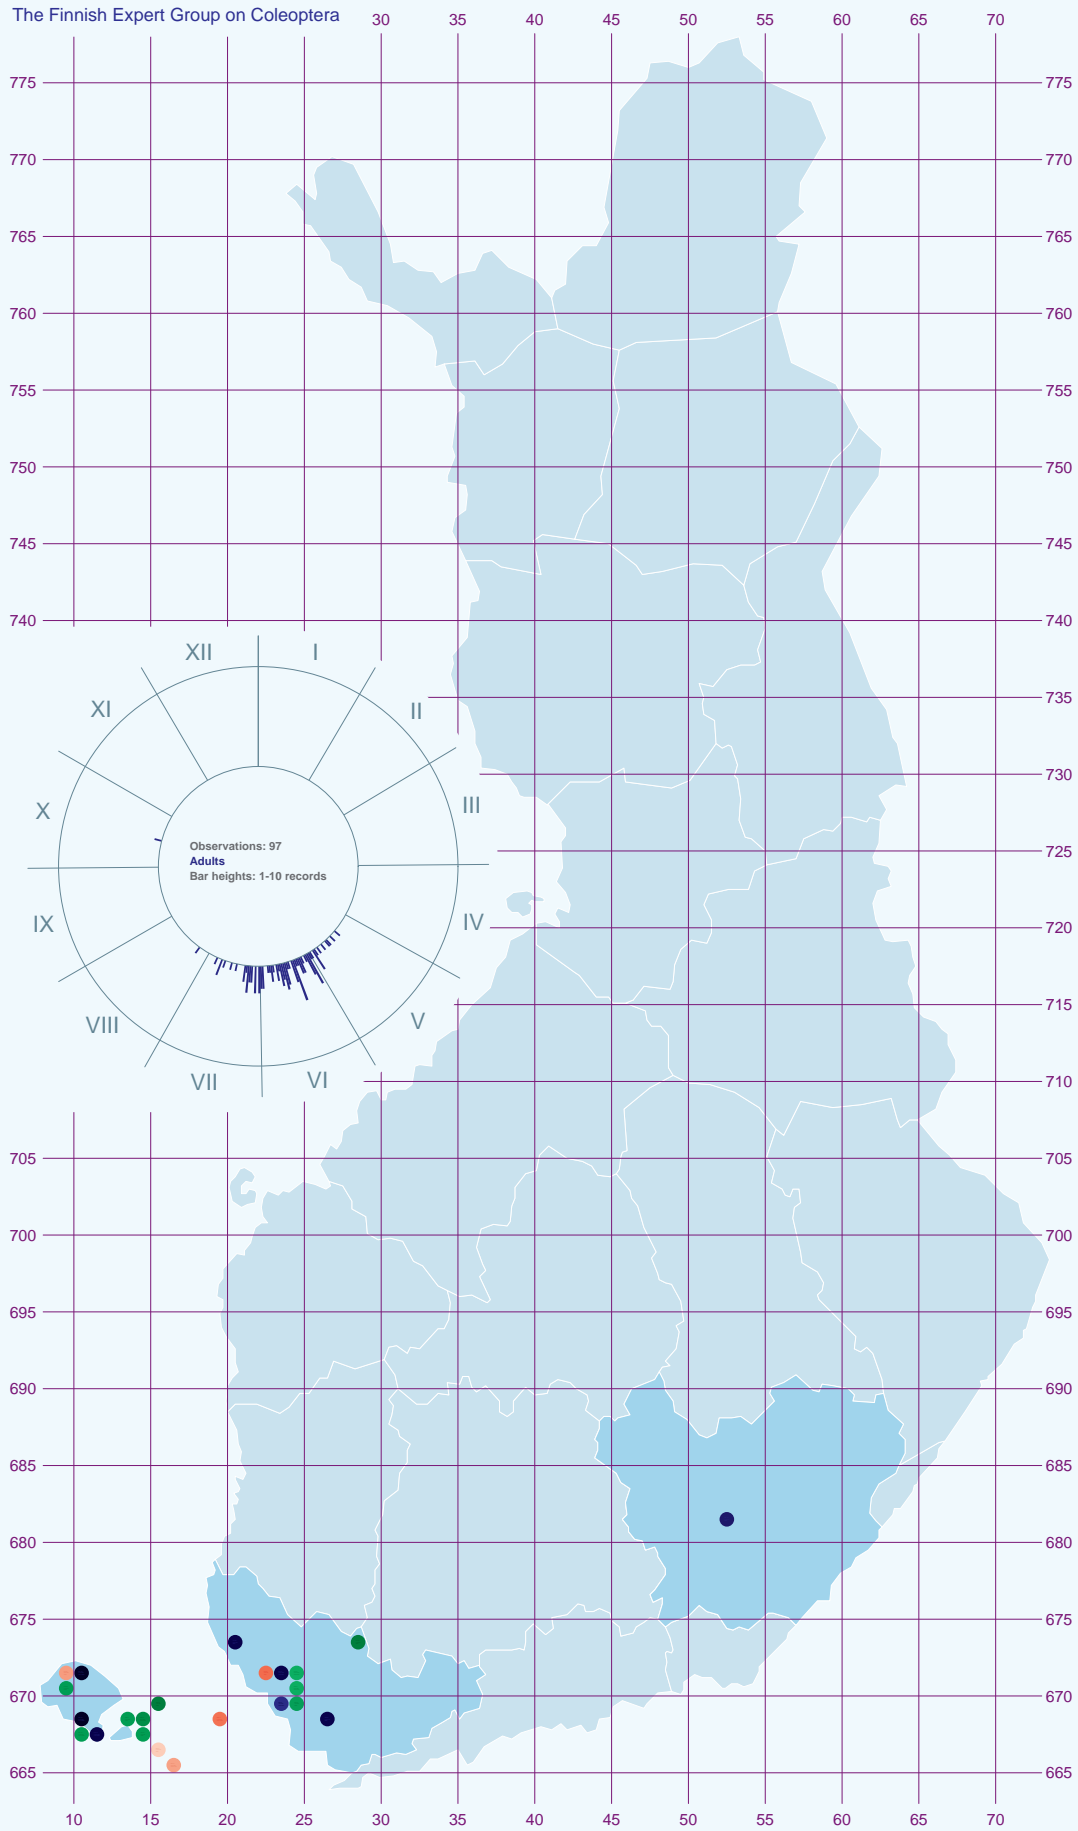 The Finnish Expert Group on Coleoptera
30 35 40 45 50 55 60 65 70
775 775
770 770
765 765
760 760
755 755
750 750
745 745
740 740
XII I
XI II
735
730
X III
Observations: 97
Adults
Bar heights: 1-10 records
725
IX IV
720
VIII V
715
VII VI
710
705 705
700 700
695 695
690 690
685 685
680 680
675 675
670 670
665 665
10 15 20 25 30 35 40 45 50 55 60 65 70